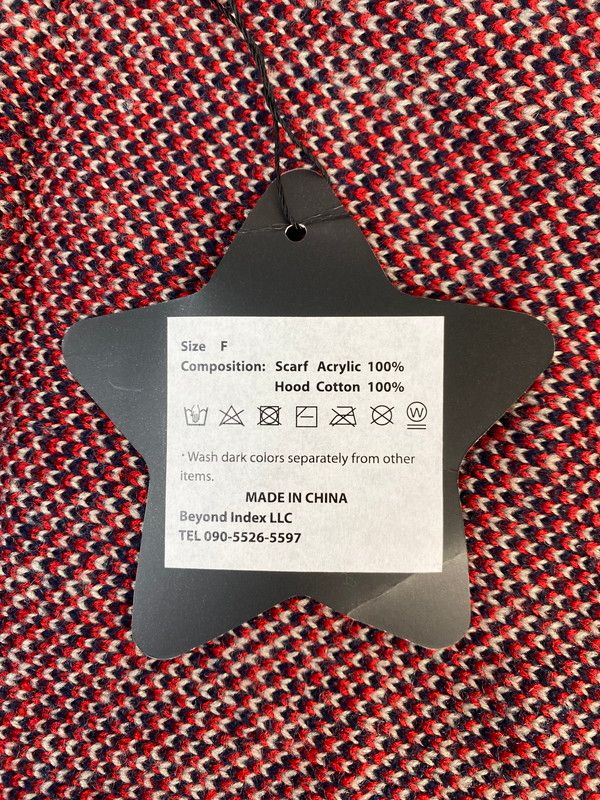 Size F
Composition: Scarf Acrylic 100%
Hood Cotton 100%
W
* Wash dark colors separately from other
items.
MADE IN CHINA
Beyond Index LLC
TEL 090-5526-5597